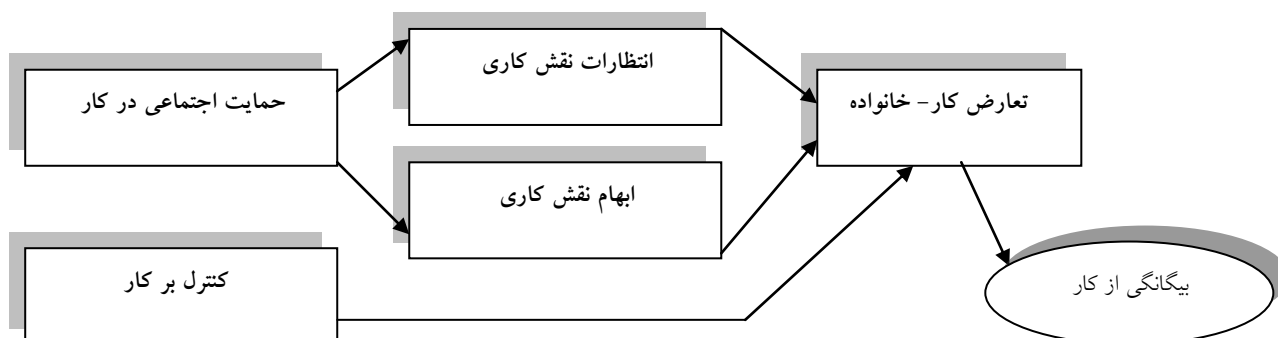 انتظارات نقش کاری
حمایت اجتماعی در کار
تعارض کار- خانواده
ابهام نقش کاری
کنترل بر کار
بیگانگی از کار